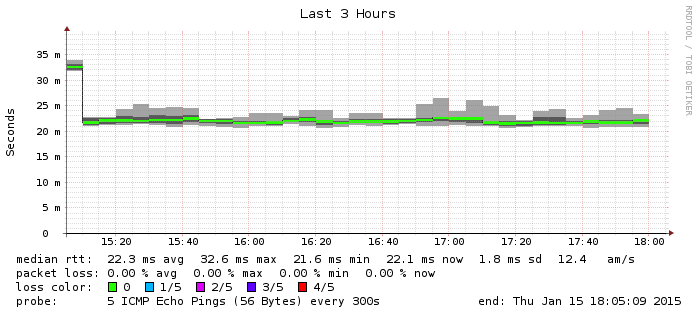 Last 3 Hours
RRDTOOL / TOBI OETIKER
Seconds
35 m
30 m
25 m
20 m
15 m
10 m
5 m
0
15:20 15:40 16:00 16:20 16:40 17:00 17:20 17:40 18:00
median rtt: 22.3 ms avg 32.6 ms max 21.6 ms min 22.1 ms now 1.8 ms sd 12.4 am/s
packet loss: 0.00 % avg 0.00 % max 0.00 % min 0.00 % now
loss color: 0 1/5 2/5 3/5 4/5
probe: 5 ICMP Echo Pings (56 Bytes) every 300s end: Thu Jan 15 18:05:09 2015